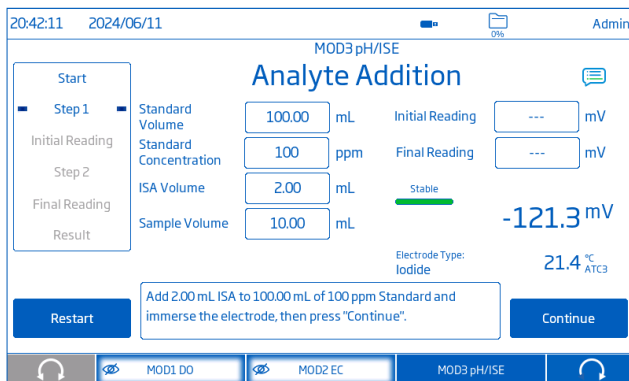 20:42:11 2024/06/11
0%
Admin
MOD3 pH/ISE
Analyte Addition
Start
Step 1
Initial Reading
Step 2
Final Reading
Result
Standard
Volume
100.00 mL
Standard
Concentration
100 ppm
ISA Volume
2.00 mL
Sample Volume
10.00 mL
Initial Reading
--- mV
Final Reading
--- mV
Stable
-121.3 mV
Electrode Type:
Iodide
21.4 °C
ATC3
Restart
Add 2.00 mL ISA to 100.00 mL of 100 ppm Standard and
immerse the electrode, then press "Continue".
Continue
MOD1 DO
MOD2 EC
MOD3 pH/ISE